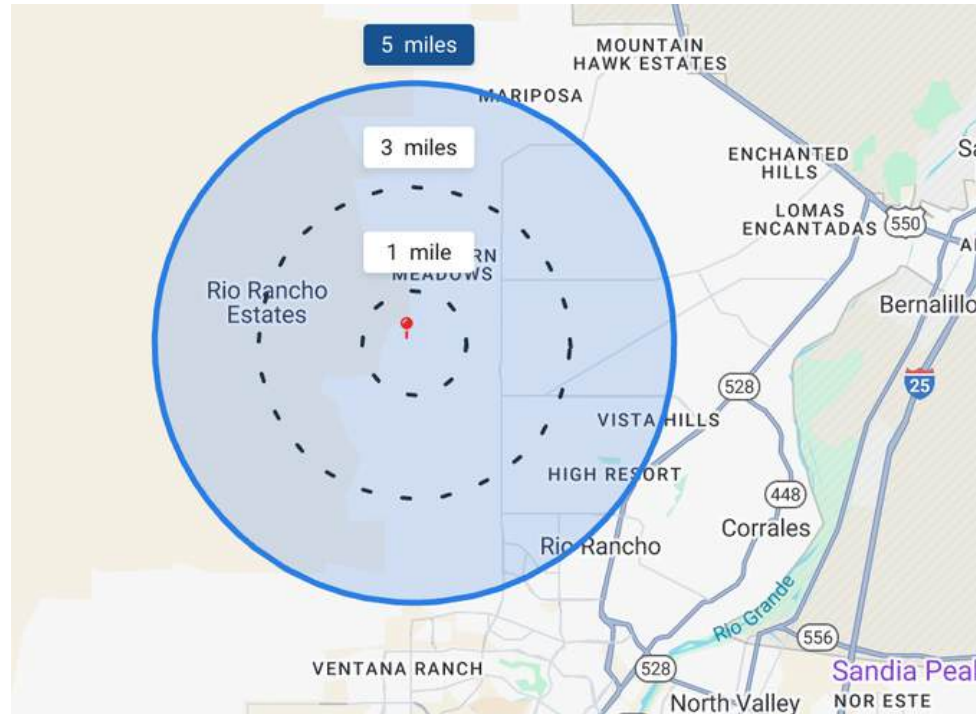 5 miles
MOUNTAIN
HAWK ESTATES
MARIPOSA
3 miles
ENCHANTED
HILLS
LOMAS
ENCANTADAS
550
1 mile
RN
MEADOWS
Rio Rancho
Estates
Bernalillo
25
528
VISTA HILLS
HIGH RESORT
448
Corrales
Rio Rancho
Rio Grande
556
VENTANA RANCH
528
Sandia Peal
North Valley
NOR ESTE